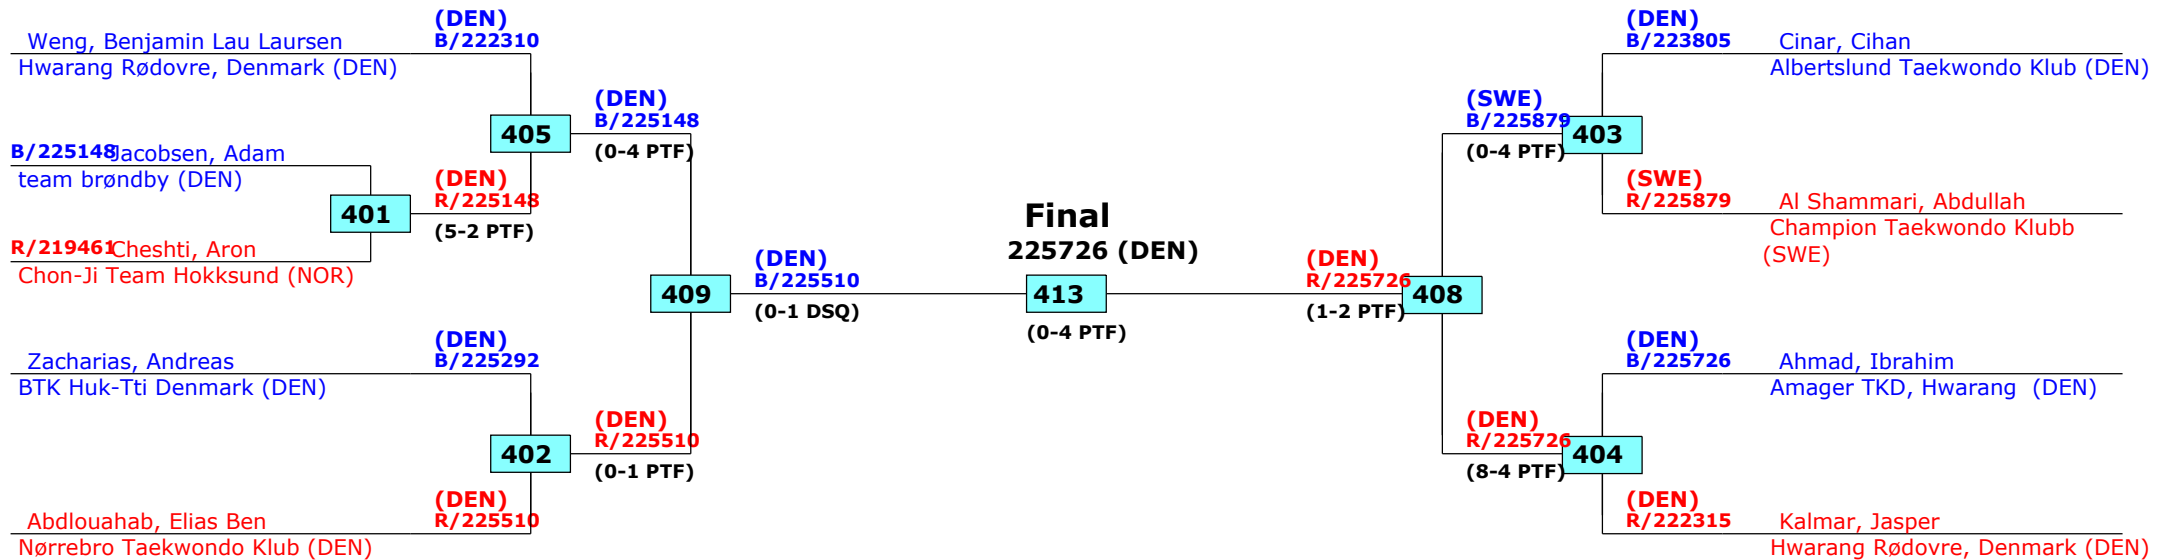 (DEN)
B/222310
Weng, Benjamin Lau Laursen
Hwarang Rødovre, Denmark (DEN)
405
(DEN)
B/225148
(0-4 PTF)
B/225148 Jacobsen, Adam
team brøndby (DEN)
401
(DEN)
R/225148
(5-2 PTF)
R/219461 Cheshti, Aron
Chon-Ji Team Hokksund (NOR)
409
(DEN)
B/225510
(0-1 DSQ)
(DEN)
B/225292
Zacharias, Andreas
BTK Huk-Tti Denmark (DEN)
402
(DEN)
R/225510
(0-1 PTF)
(DEN)
R/225510
Abdlouahab, Elias Ben
Nørrebro Taekwondo Klub (DEN)
Final
225726 (DEN)
413
(0-4 PTF)
(DEN)
R/225726
(1-2 PTF)
408
(DEN)
B/223805
Cinar, Cihan
Albertslund Taekwondo Klub (DEN)
(SWE)
B/225879
(0-4 PTF)
403
(SWE)
R/225879
Al Shammari, Abdullah
Champion Taekwondo Klubb
(SWE)
(DEN)
B/225726
Ahmad, Ibrahim
Amager TKD, Hwarang  (DEN)
(DEN)
R/225726
(8-4 PTF)
404
(DEN)
R/222315
Kalmar, Jasper
Hwarang Rødovre, Denmark (DEN)